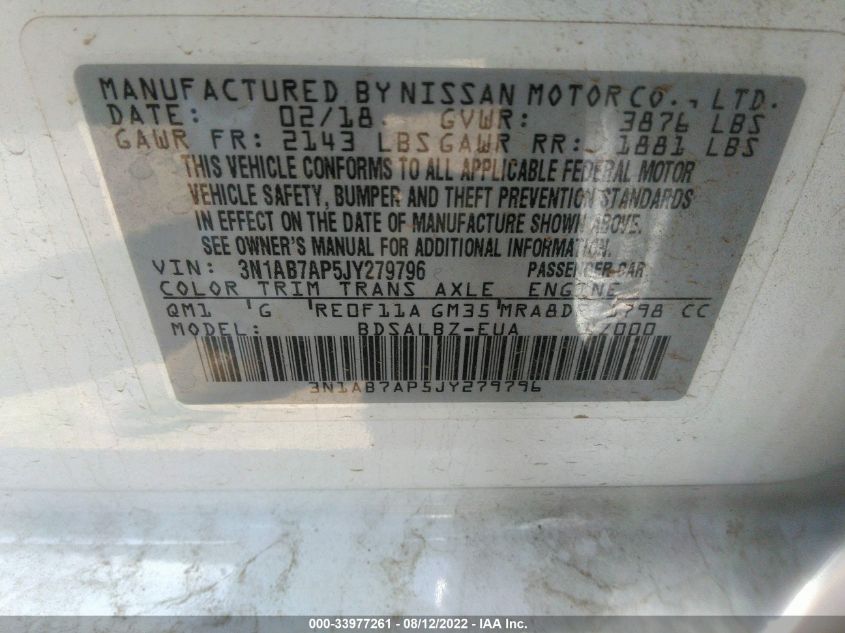 MANUFACTURED BY NISSAN MOTOR CO., LTD.
DATE: 02/18 GVWR: 3876 LBS
GAWR FR: 2143 LBS GAWR RR: 1881 LBS
THIS VEHICLE CONFORMS TO ALL APPLICABLE FEDERAL MOTOR
VEHICLE SAFETY, BUMPER AND THEFT PREVENTION STANDARDS
IN EFFECT ON THE DATE OF MANUFACTURE SHOWN ABOVE.
SEE OWNER'S MANUAL FOR ADDITIONAL INFORMATION.
VIN: 3N1AB7AP5JY279796 PASSENGER CAR
COLOR TRIM TRANS AXLE ENGINE
QM1 G RE0F11A GM35 MRA8DE 1798 CC
MODEL: BDSALBZ-EUA
3N1AB7AP5JY279796
000-33977261 - 08/12/2022 - IAA Inc.